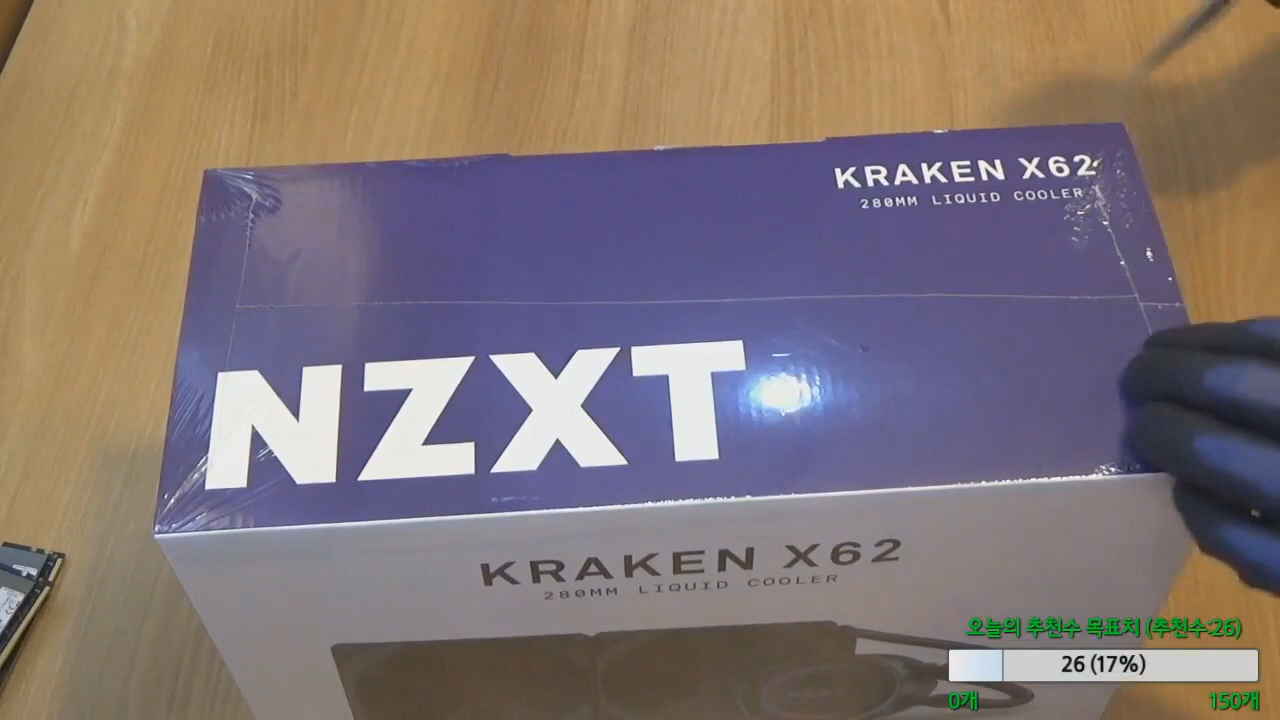 KRAKEN X62
280MM LIQUID COOLER
NZXT
KRAKEN X62
280MM LIQUID COOLER
오늘의 추천수 목표치 (추천수:26)
26 (17%)
0개 150개